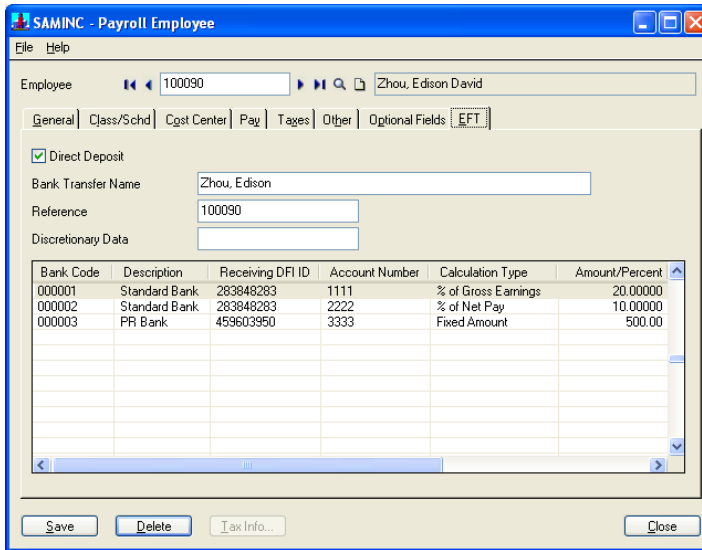 SAMINC - Payroll Employee
File Help
Employee 100090 Zhou, Edison David
General Class/Schd Cost Center Pay Taxes Other Optional Fields EFT
Direct Deposit
Bank Transfer Name Zhou, Edison
Reference 100090
Discretionary Data
Bank Code Description Receiving DFI ID Account Number Calculation Type Amount/Percent
000001 Standard Bank 283848283 1111 % of Gross Earnings 20.00000
000002 Standard Bank 283848283 2222 % of Net Pay 10.00000
000003 PR Bank 459603950 3333 Fixed Amount 500.00
Save Delete Tax Info... Close